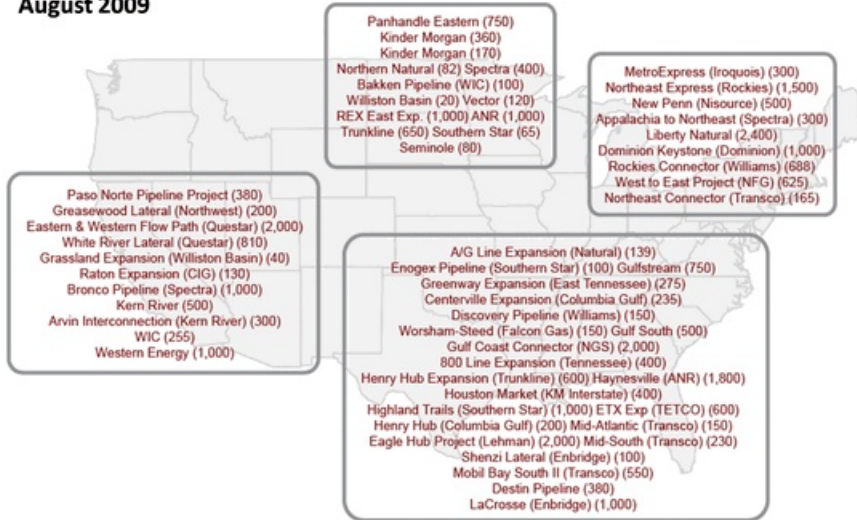 August 2009
Panhandle Eastern (750)
Kinder Morgan (360)
Kinder Morgan (170)
Northern Natural (82) Spectra (400)
Bakken Pipeline (WIC) (100)
Williston Basin (20) Vector (120)
REX East Exp. (1,000) ANR (1,000)
Trunkline (650) Southern Star (65)
Seminole (80)
MetroExpress (Iroquois) (300)
Northeast Express (Rockies) (1,500)
New Penn (Nisource) (500)
Appalachia to Northeast (Spectra) (300)
Liberty Natural (2,400)
Dominion Keystone (Dominion) (1,000)
Rockies Connector (Williams) (688)
West to East Project (NFG) (625)
Northeast Connector (Transco) (165)
Paso Norte Pipeline Project (380)
Greasewood Lateral (Northwest) (200)
Eastern & Western Flow Path (Questar) (2,000)
White River Lateral (Questar) (810)
Grassland Expansion (Williston Basin) (40)
Raton Expansion (CIG) (130)
Bronco Pipeline (Spectra) (1,000)
Kern River (500)
Arvin Interconnection (Kern River) (300)
WIC (255)
Western Energy (1,000)
A/G Line Expansion (Natural) (139)
Enogex Pipeline (Southern Star) (100) Gulfstream (750)
Greenway Expansion (East Tennessee) (275)
Centerville Expansion (Columbia Gulf) (235)
Discovery Pipeline (Williams) (150)
Worsham-Steed (Falcon Gas) (150) Gulf South (500)
Gulf Coast Connector (NGS) (2,000)
800 Line Expansion (Tennessee) (400)
Henry Hub Expansion (Trunkline) (600) Haynesville (ANR) (1,800)
Houston Market (KM Interstate) (400)
Highland Trails (Southern Star) (1,000) ETX Exp (TETCO) (600)
Henry Hub (Columbia Gulf) (200) Mid-Atlantic (Transco) (150)
Eagle Hub Project (Lehman) (2,000) Mid-South (Transco) (230)
Shenzi Lateral (Enbridge) (100)
Mobil Bay South II (Transco) (550)
Destin Pipeline (380)
LaCrosse (Enbridge) (1,000)